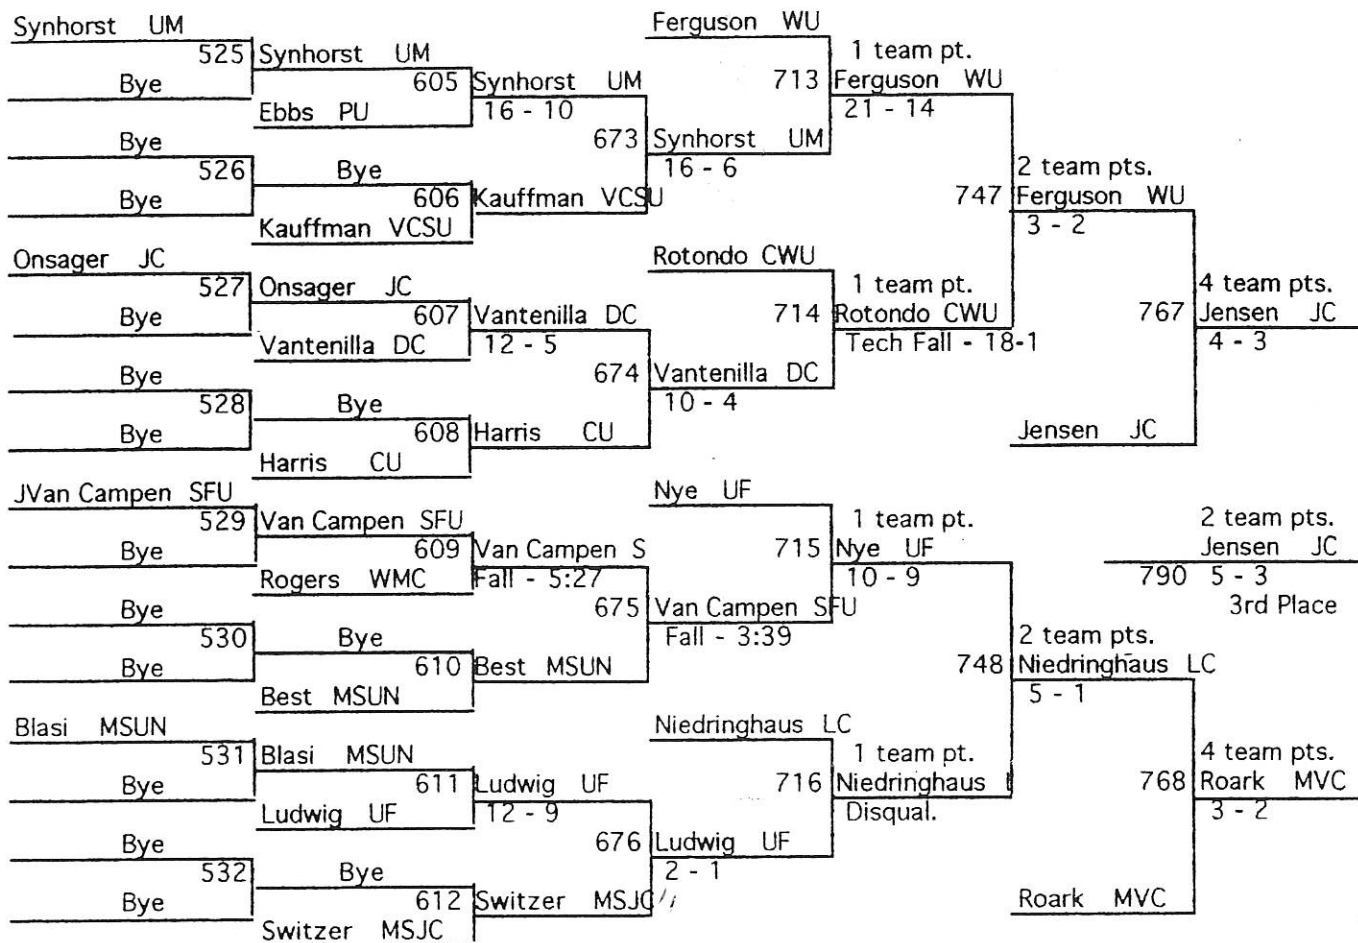 Synhorst UM
525
Bye
Synhorst UM
605
Ebbs PU
Synhorst UM
16 - 10
Bye
526
Bye
Bye
606
Kauffman VCSU
Kauffman VCSU
673
Synhorst UM
16 - 6
Ferguson WU
713
1 team pt.
Ferguson WU
21 - 14
Onsager JC
527
Bye
Onsager JC
607
Vantenilla DC
Vantenilla DC
12 - 5
Bye
528
Bye
Bye
608
Harris CU
Harris CU
674
Vantenilla DC
10 - 4
Rotondo CWU
714
1 team pt.
Rotondo CWU
Tech Fall - 18-1
747
2 team pts.
Ferguson WU
3 - 2
767
Jensen JC
4 team pts.
Jensen JC
4 - 3
JVan Campen SFU
529
Bye
Van Campen SFU
609
Rogers WMC
Van Campen S
Fall - 5:27
Bye
530
Bye
Bye
610
Best MSUN
Best MSUN
675
Van Campen SFU
Fall - 3:39
Nye UF
715
1 team pt.
Nye UF
10 - 9
2 team pts.
Jensen JC
790 5 - 3
3rd Place
Blasi MSUN
531
Bye
Blasi MSUN
611
Ludwig UF
Ludwig UF
12 - 9
Bye
532
Bye
Bye
612
Switzer MSJC
Switzer MSJC
676
Ludwig UF
2 - 1
Niedringhaus LC
716
1 team pt.
Niedringhaus
Disqual.
748
2 team pts.
Niedringhaus LC
5 - 1
768
Roark MVC
4 team pts.
Roark MVC
3 - 2